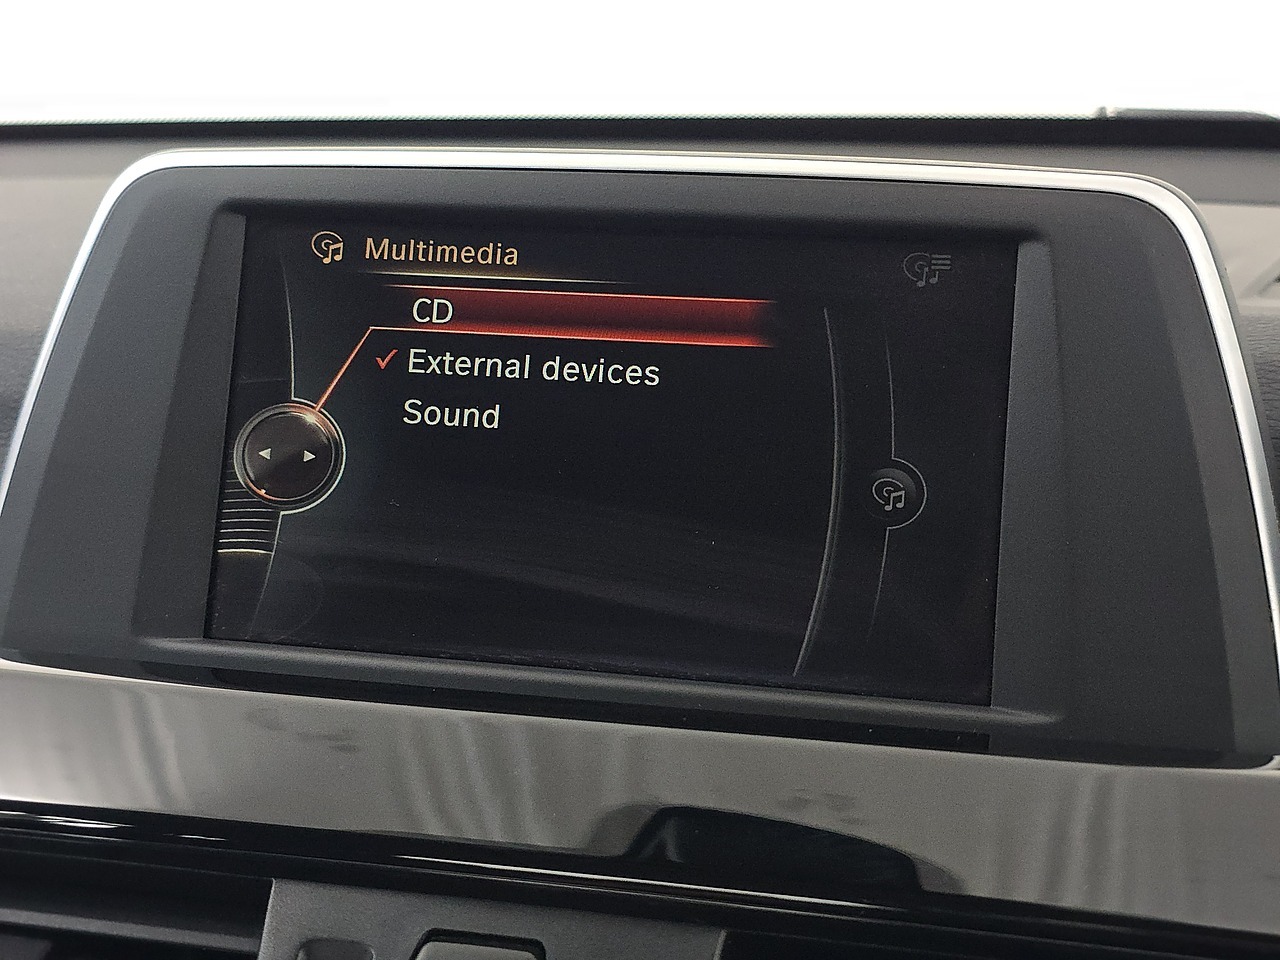 Multimedia
CD
External devices
Sound